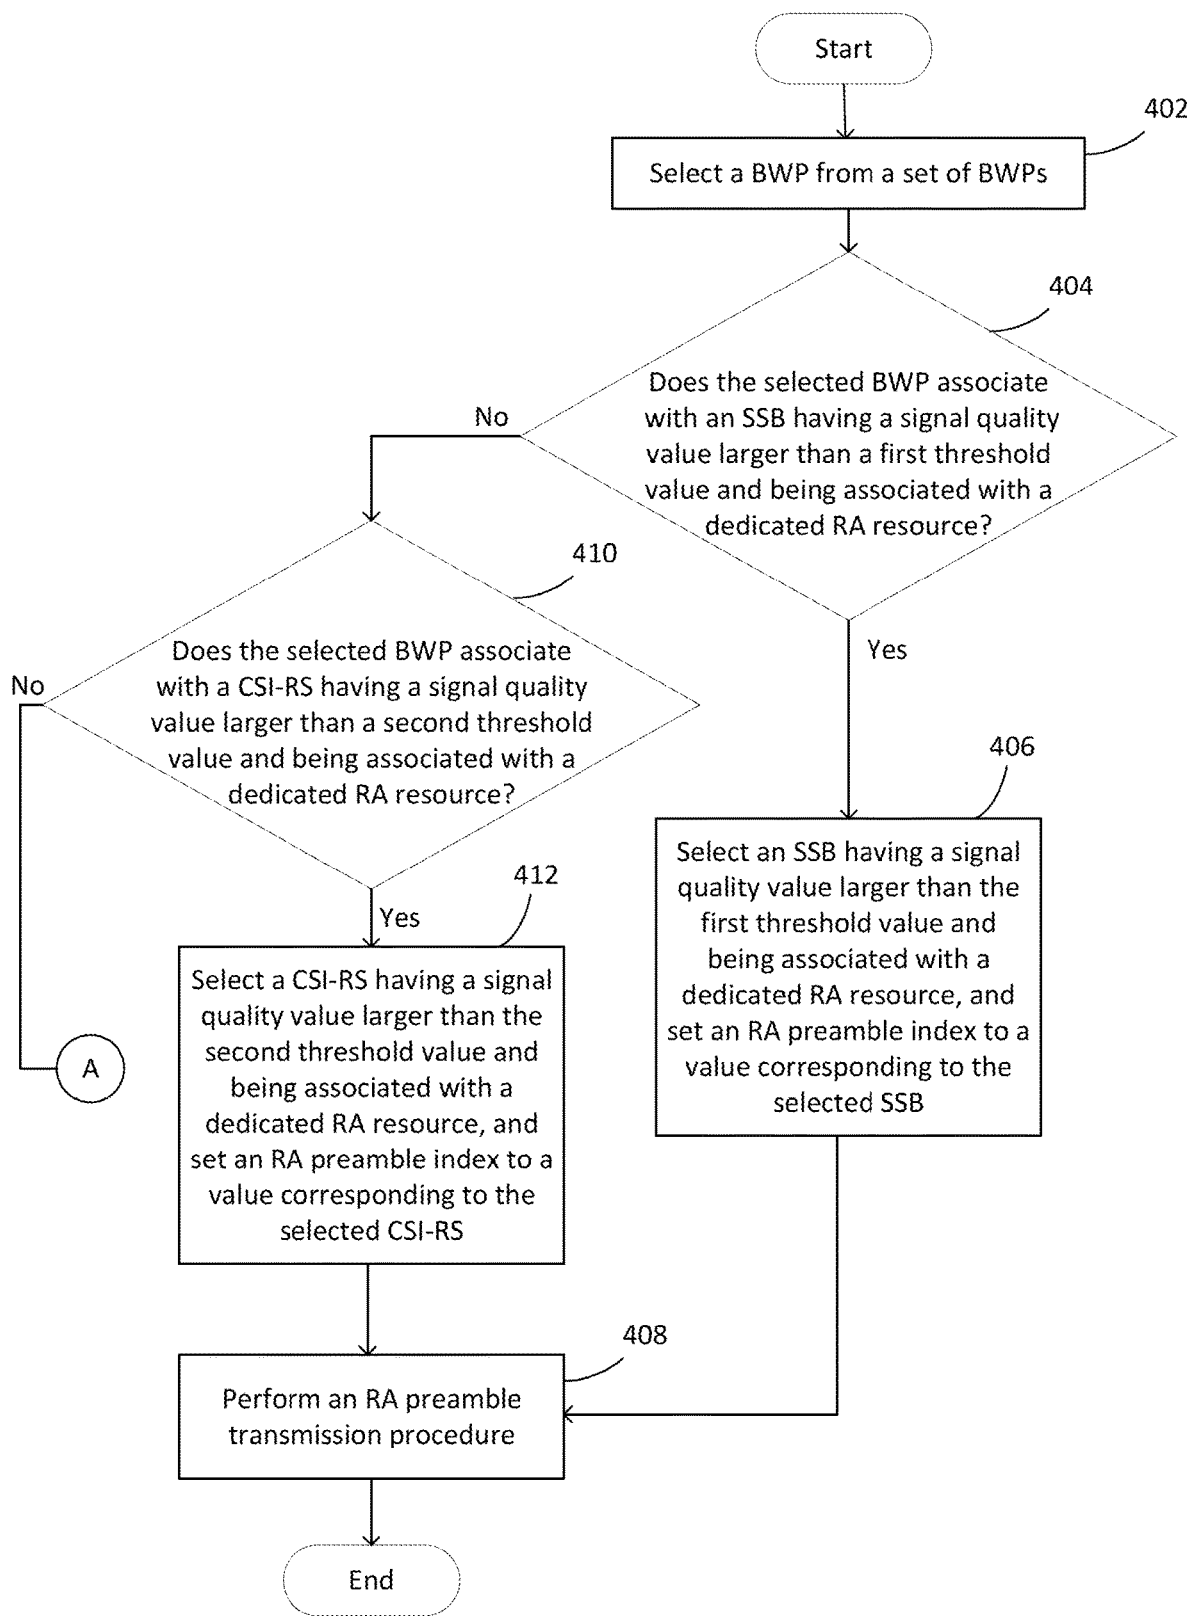 Start
402
Select a BWP from a set of BWPs
404
Does the selected BWP associate
with an SSB having a signal quality
value larger than a first threshold
value and being associated with a
dedicated RA resource?
No
Yes
410
Does the selected BWP associate
with a CSI-RS having a signal quality
value larger than a second threshold
value and being associated with a
dedicated RA resource?
No
Yes
406
Select an SSB having a signal
quality value larger than the
first threshold value and
being associated with a
dedicated RA resource, and
set an RA preamble index to a
value corresponding to the
selected SSB
412
Select a CSI-RS having a signal
quality value larger than the
second threshold value and
being associated with a
dedicated RA resource, and
set an RA preamble index to a
value corresponding to the
selected CSI-RS
A
408
Perform an RA preamble
transmission procedure
End